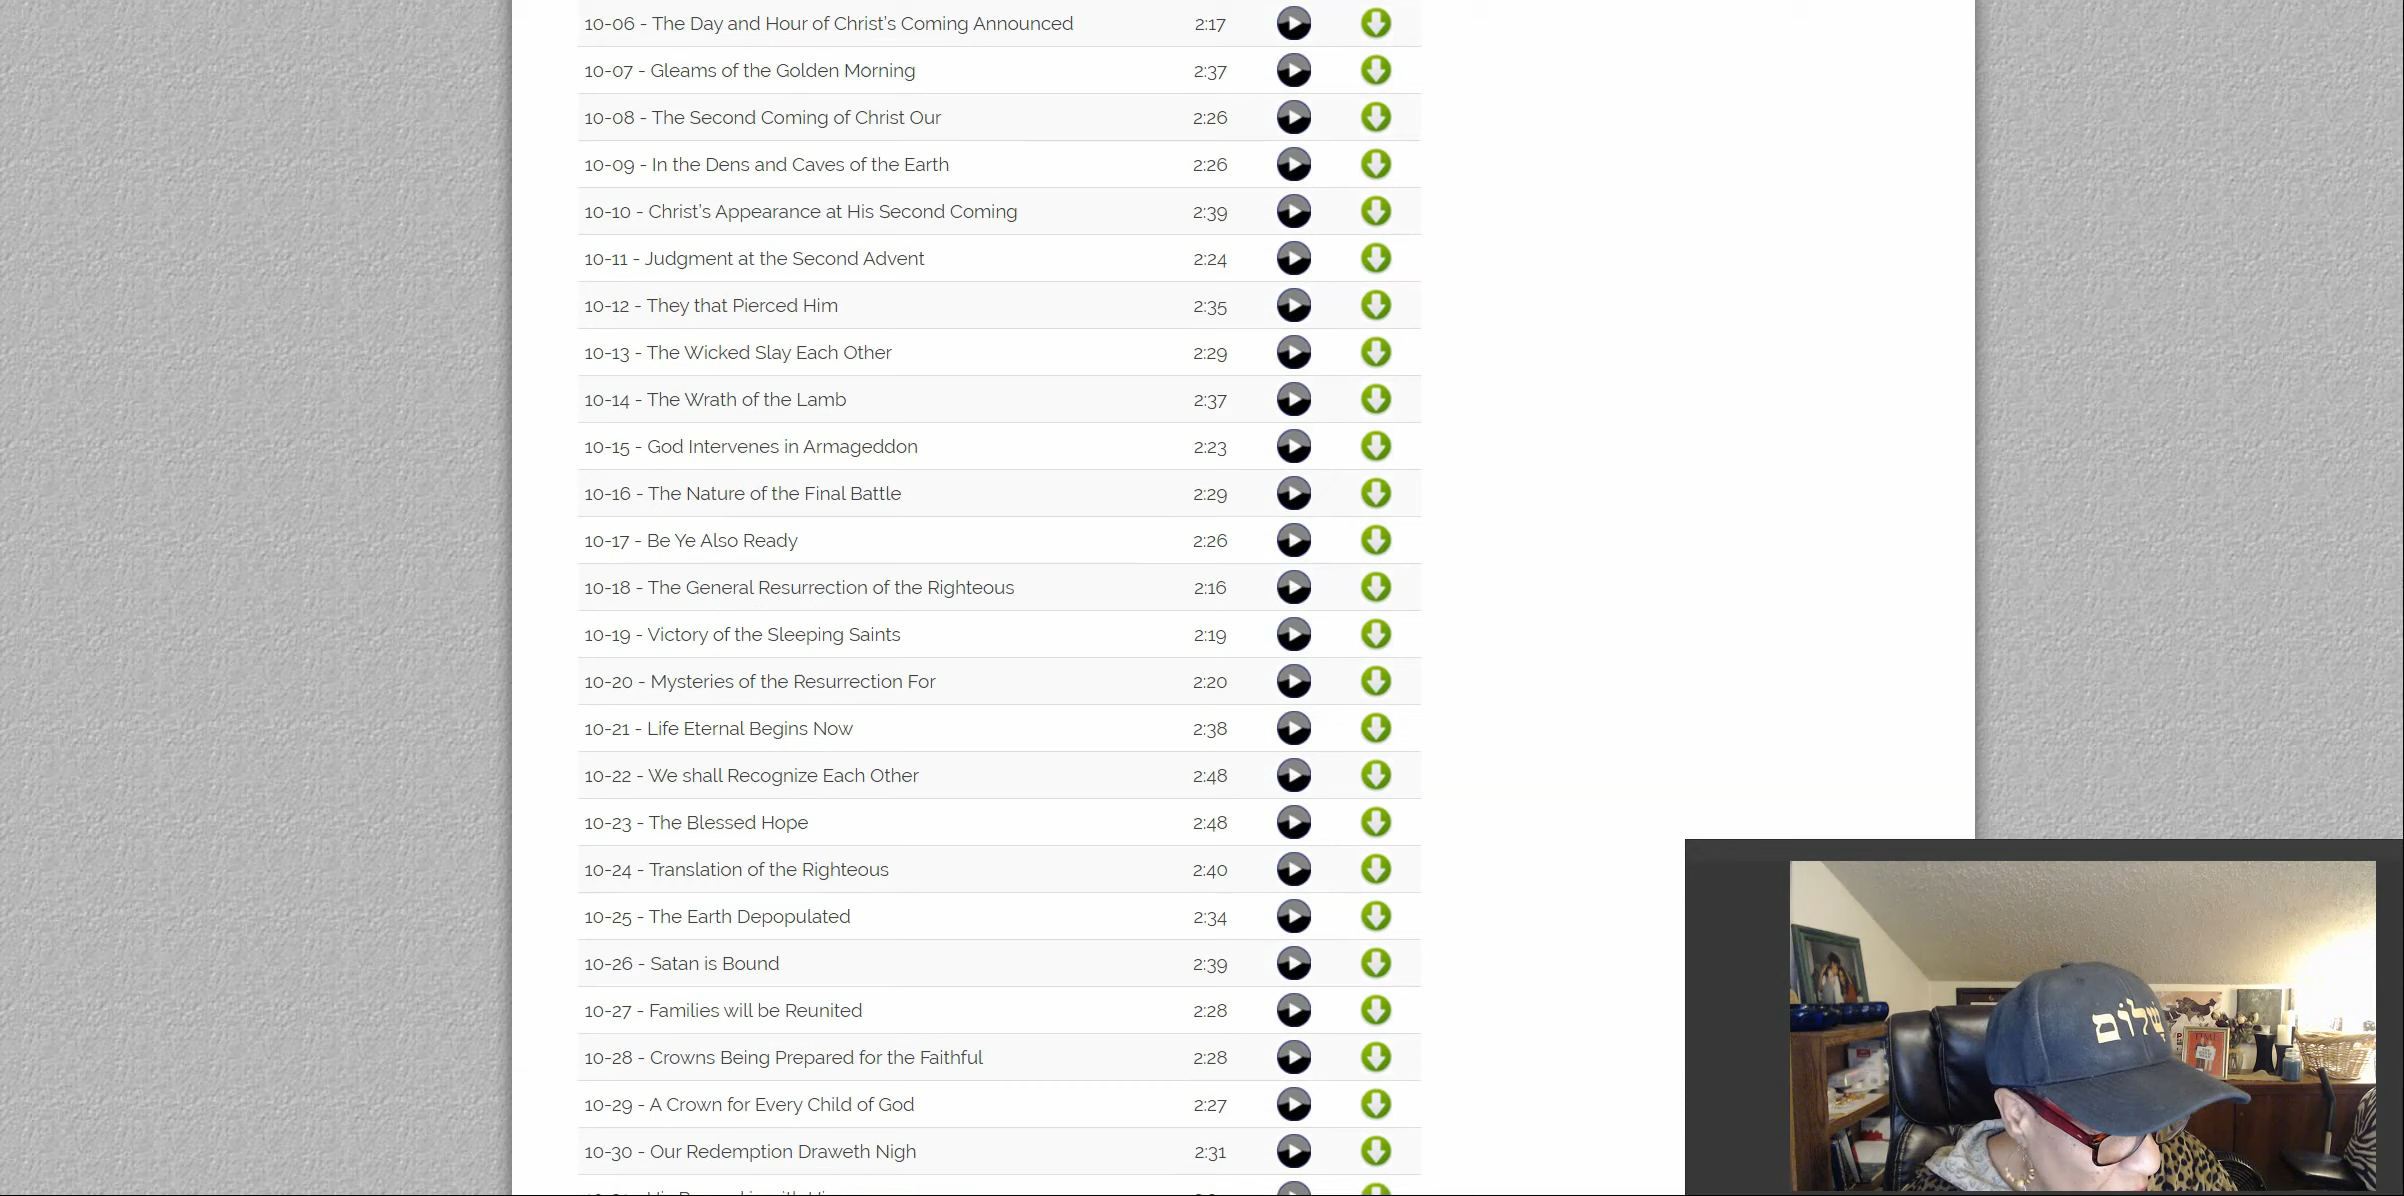 10-06 - The Day and Hour of Christ's Coming Announced 2:17
10-07 - Gleams of the Golden Morning 2:37
10-08 - The Second Coming of Christ Our 2:26
10-09 - In the Dens and Caves of the Earth 2:26
10-10 - Christ's Appearance at His Second Coming 2:39
10-11 - Judgment at the Second Advent 2:24
10-12 - They that Pierced Him 2:35
10-13 - The Wicked Slay Each Other 2:29
10-14 - The Wrath of the Lamb 2:37
10-15 - God Intervenes in Armageddon 2:23
10-16 - The Nature of the Final Battle 2:29
10-17 - Be Ye Also Ready 2:26
10-18 - The General Resurrection of the Righteous 2:16
10-19 - Victory of the Sleeping Saints 2:19
10-20 - Mysteries of the Resurrection For 2:20
10-21 - Life Eternal Begins Now 2:38
10-22 - We shall Recognize Each Other 2:48
10-23 - The Blessed Hope 2:48
10-24 - Translation of the Righteous 2:40
10-25 - The Earth Depopulated 2:34
10-26 - Satan is Bound 2:39
10-27 - Families will be Reunited 2:28
10-28 - Crowns Being Prepared for the Faithful 2:28
10-29 - A Crown for Every Child of God 2:27
10-30 - Our Redemption Draweth Nigh 2:31
שָׁלוֹם
TIME